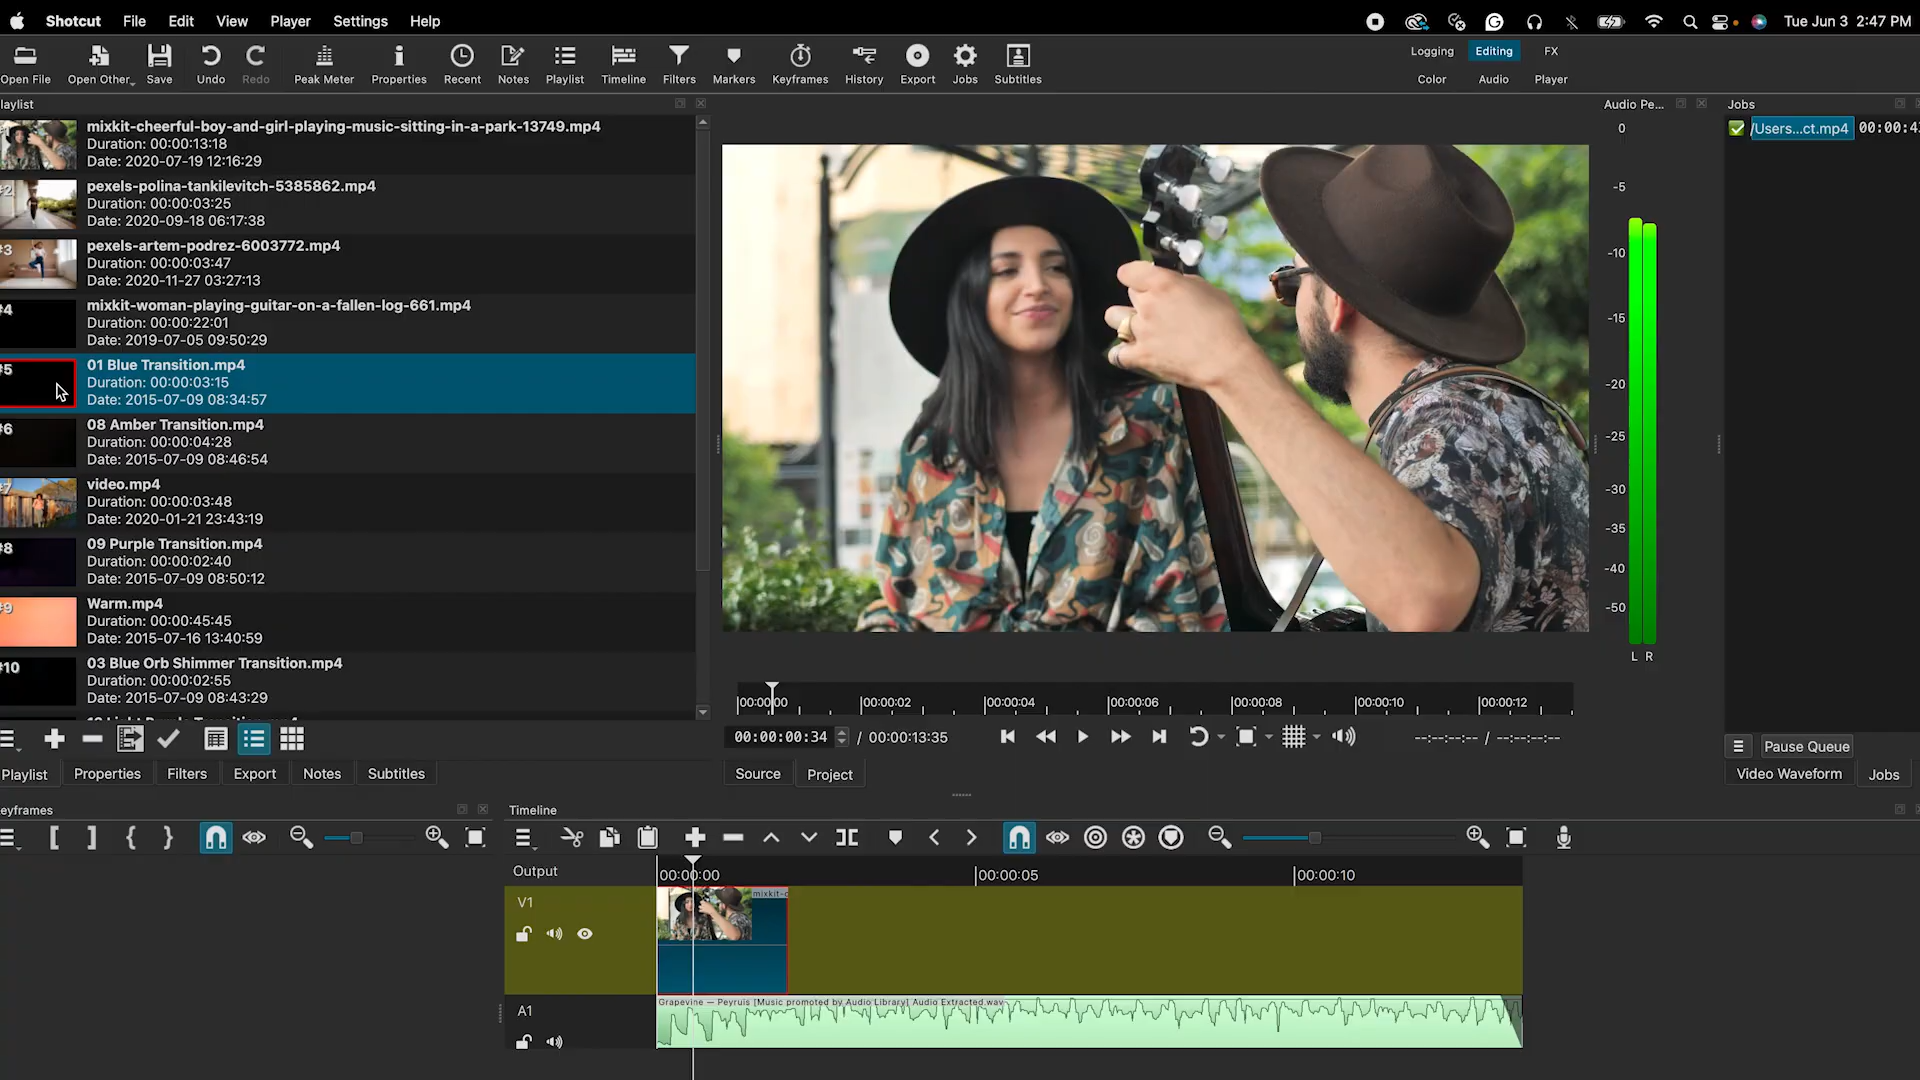 Shotcut File Edit View Player Settings Help Tue Jun 3 2:47 PM
Open File Open Other... Save Undo Redo Peak Meter Properties Recent Notes Playlist Timeline Filters Markers Keyframes History Export Jobs Subtitles
Logging Editing FX
Color Audio Player
laylist
Audio Pe...
Jobs
mixkit-cheerful-boy-and-girl-playing-music-sitting-in-a-park-13749.mp4
Duration: 00:00:13:18
Date: 2020-07-19 12:16:29
#2
pexels-polina-tankilevitch-5385862.mp4
Duration: 00:00:03:25
Date: 2020-09-18 06:17:38
#3
pexels-artem-podrez-6003772.mp4
Duration: 00:00:03:47
Date: 2020-11-27 03:27:13
#4
mixkit-woman-playing-guitar-on-a-fallen-log-661.mp4
Duration: 00:00:22:01
Date: 2019-07-05 09:50:29
#5
01 Blue Transition.mp4
Duration: 00:00:03:15
Date: 2015-07-09 08:34:57
#6
08 Amber Transition.mp4
Duration: 00:00:04:28
Date: 2015-07-09 08:46:54
#7
video.mp4
Duration: 00:00:03:48
Date: 2020-01-21 23:43:19
#8
09 Purple Transition.mp4
Duration: 00:00:02:40
Date: 2015-07-09 08:50:12
#9
Warm.mp4
Duration: 00:00:45:45
Date: 2015-07-16 13:40:59
#10
03 Blue Orb Shimmer Transition.mp4
Duration: 00:00:02:55
Date: 2015-07-09 08:43:29
0
-5
-10
-15
-20
-25
-30
-35
-40
-50
L R
/Users...ct.mp4 00:00:4
00:00:00 00:00:02 00:00:04 00:00:06 00:00:08 00:00:10 00:00:12
00:00:00:34 / 00:00:13:35 --:--:--:-- / --:--:--:--
Source Project
Pause Queue
Video Waveform Jobs
Playlist Properties Filters Export Notes Subtitles
eyframes
Timeline
Output
00:00:00 00:00:05 00:00:10
V1
mixkit-c
A1
Grapevine — Peyruis [Music promoted by Audio Library] Audio Extracted.wav